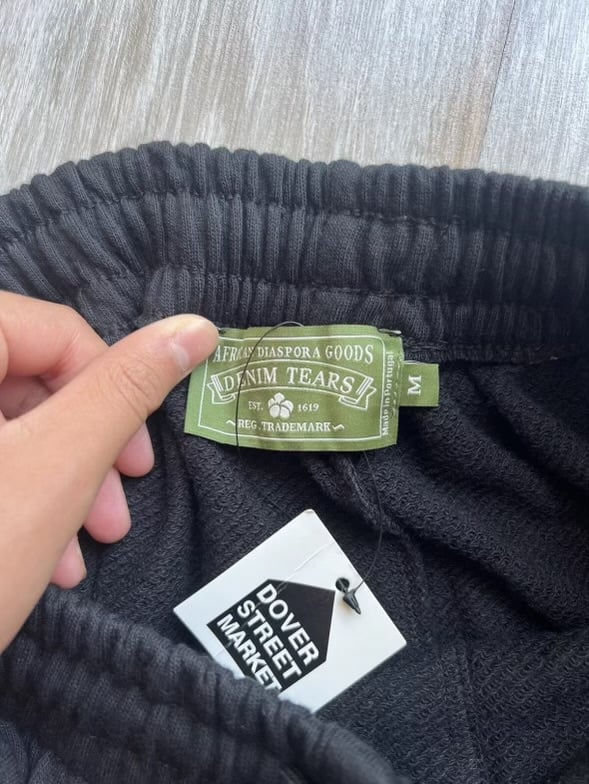 AFRICAN DIASPORA GOODS
DENIM TEARS
EST. 1619
~REG.TRADEMARK~
Made in Portugal
M
DOVER
STREET
MARKET